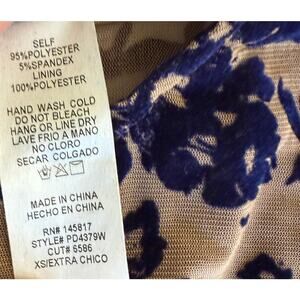 SELF
95%POLYESTER
5%SPANDEX
LINING
100%POLYESTER
HAND WASH COLD
DO NOT BLEACH
HANG OR LINE DRY
LAVE FRIO A MANO
NO CLORO
SECAR COLGADO
MADE IN CHINA
HECHO EN CHINA
RN# 145817
STYLE# PD4379W
CUT# 6586
XS/EXTRA CHICO